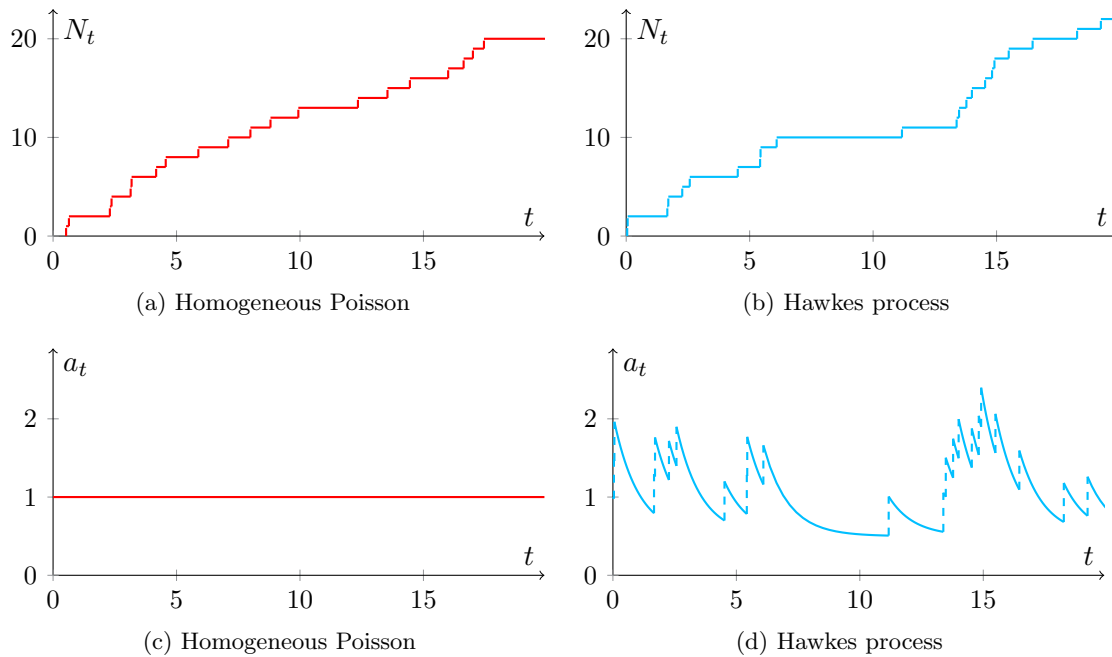 N_t
20
10
0
t
0 5 10 15
(a) Homogeneous Poisson
N_t
20
10
0
t
0 5 10 15
(b) Hawkes process
a_t
2
1
0
t
0 5 10 15
(c) Homogeneous Poisson
a_t
2
1
0
t
0 5 10 15
(d) Hawkes process